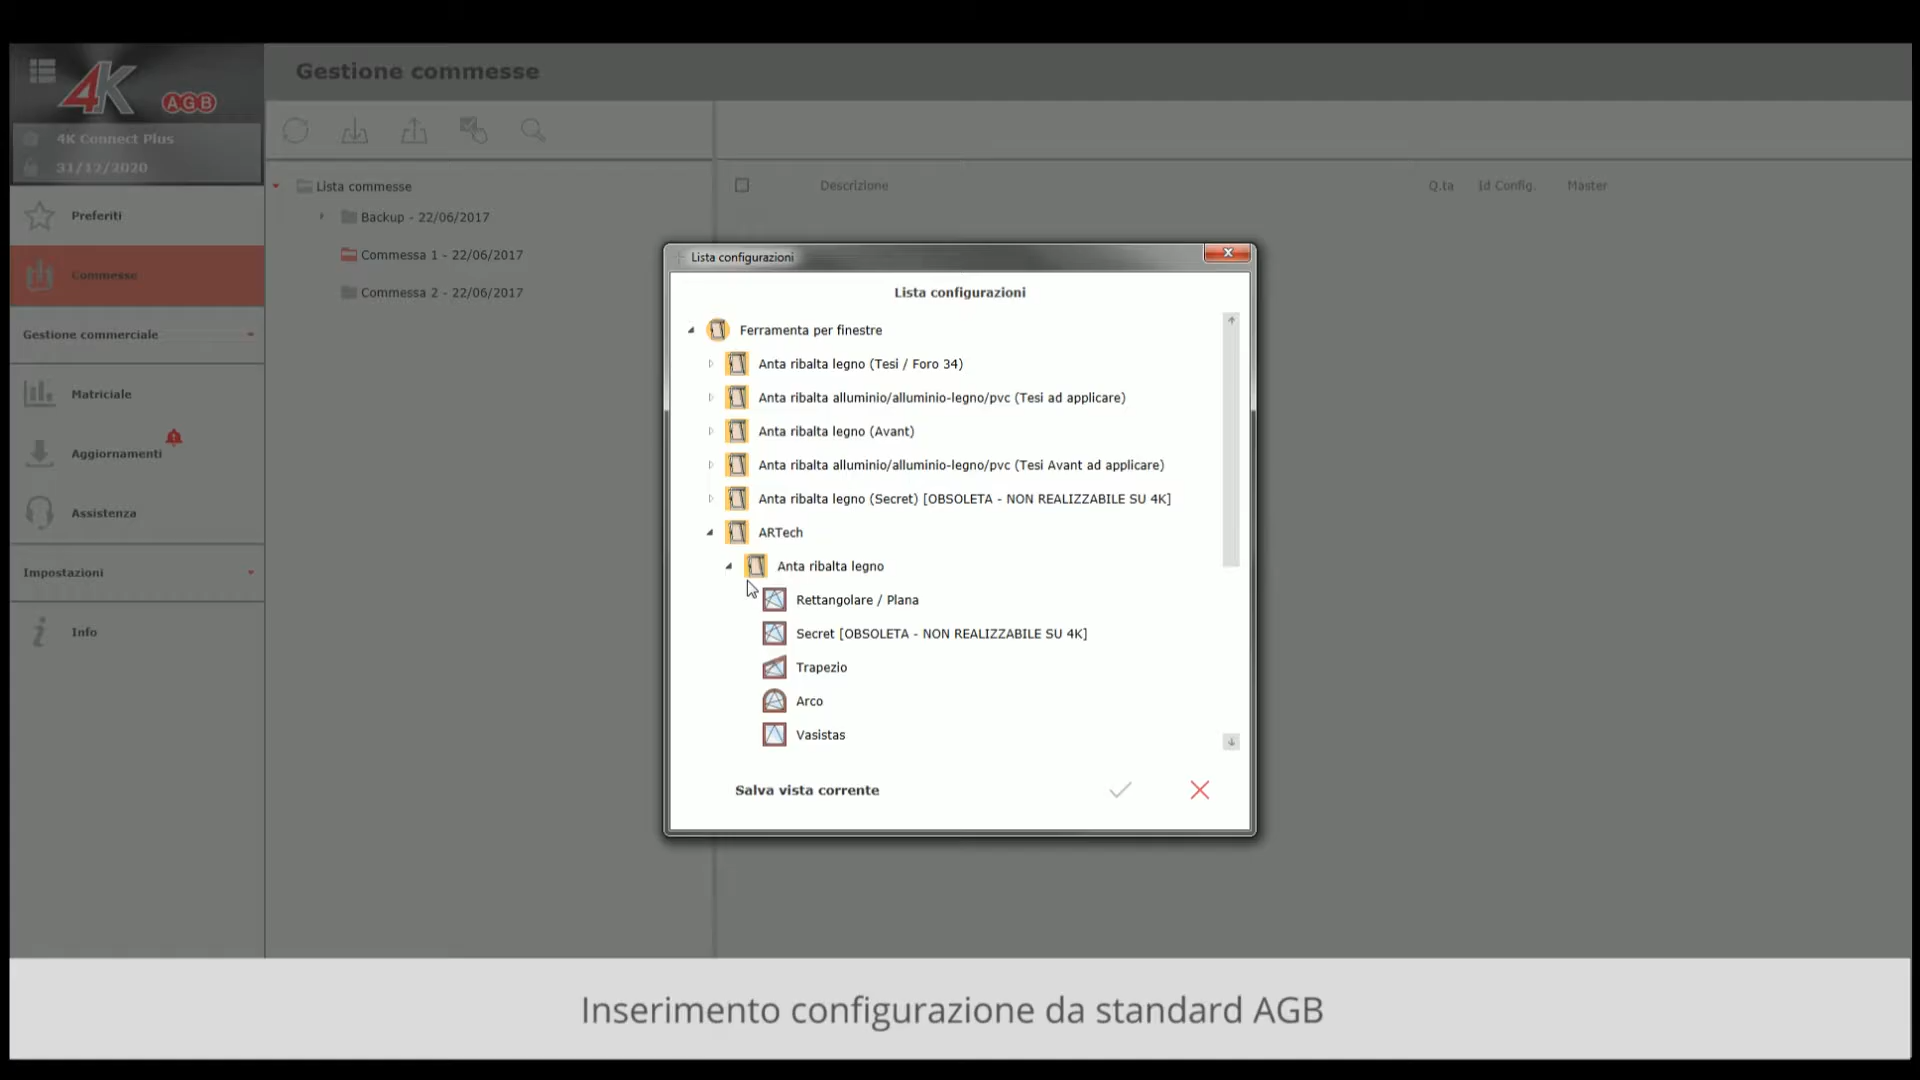 4K
AGB
Gestione commesse
4K Connect Plus
31/12/2020
Preferiti
Commesse
Gestione commerciale
Matriciale
Aggiornamenti
Assistenza
Impostazioni
Info
Lista commesse
Backup - 22/06/2017
Commessa 1 - 22/06/2017
Commessa 2 - 22/06/2017
Descrizione Q.ta Id Config. Master
Lista configurazioni
Lista configurazioni
Ferramenta per finestre
Anta ribalta legno (Tesi / Foro 34)
Anta ribalta alluminio/alluminio-legno/pvc (Tesi ad applicare)
Anta ribalta legno (Avant)
Anta ribalta alluminio/alluminio-legno/pvc (Tesi Avant ad applicare)
Anta ribalta legno (Secret) [OBSOLETA - NON REALIZZABILE SU 4K]
ARTech
Anta ribalta legno
Rettangolare / Plana
Secret [OBSOLETA - NON REALIZZABILE SU 4K]
Trapezio
Arco
Vasistas
Salva vista corrente
Inserimento configurazione da standard AGB